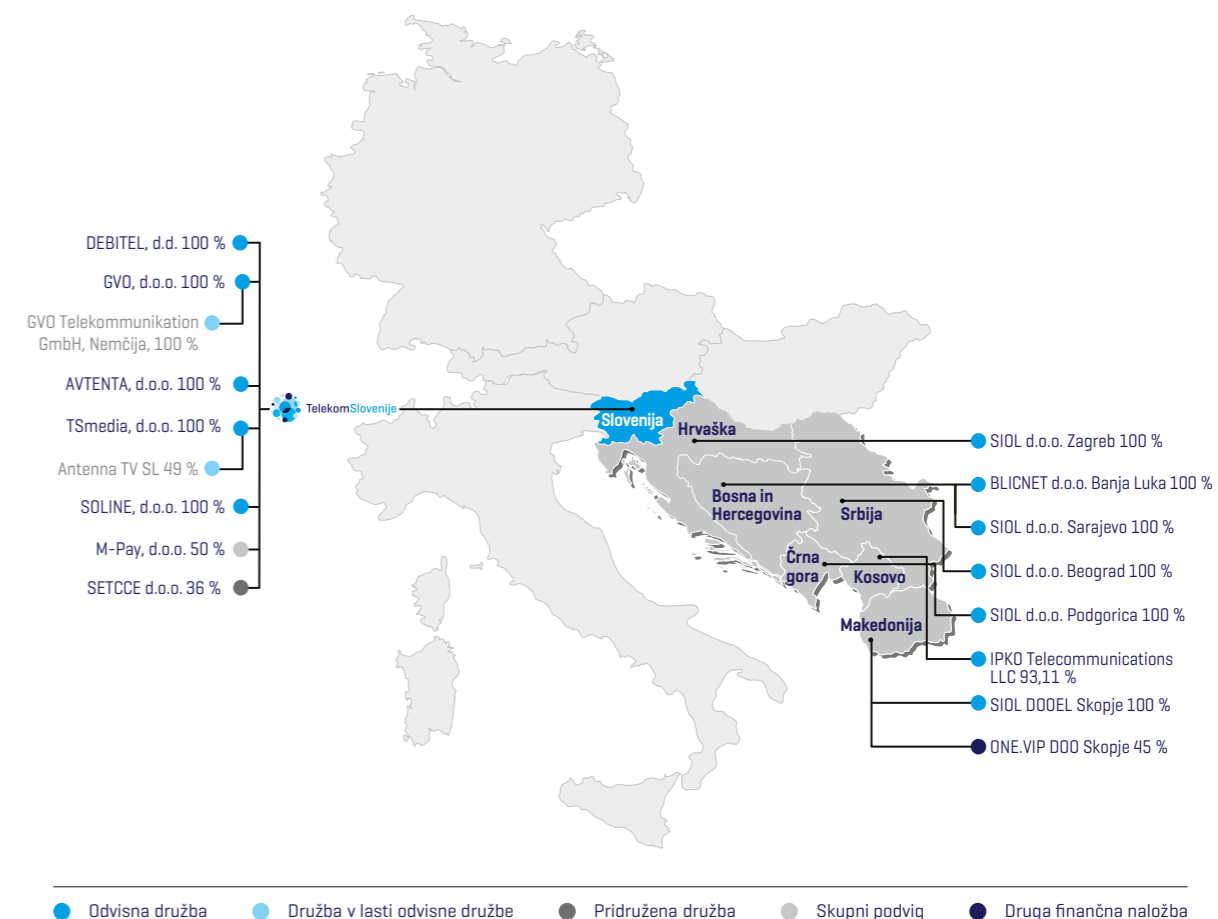 DEBITEL, d.d. 100 %
GVO, d.o.o. 100 %
GVO Telekommunikation
GmbH, Nemčija, 100 %
AVTENTA, d.o.o. 100 %
TSmedia, d.o.o. 100 %
Antenna TV SL 49 %
SOLINE, d.o.o. 100 %
M-Pay, d.o.o. 50 %
SETCCE d.o.o. 36 %
TelekomSlovenije
Slovenija
Hrvaška
Bosna in
Hercegovina
Srbija
Črna
gora
Kosovo
Makedonija
SIOL d.o.o. Zagreb 100 %
BLICNET d.o.o. Banja Luka 100 %
SIOL d.o.o. Sarajevo 100 %
SIOL d.o.o. Beograd 100 %
SIOL d.o.o. Podgorica 100 %
IPKO Telecommunications
LLC 93,11 %
SIOL DOOEL Skopje 100 %
ONE.VIP DOO Skopje 45 %
Odvisna družba
Družba v lasti odvisne družbe
Pridružena družba
Skupni podvig
Druga finančna naložba